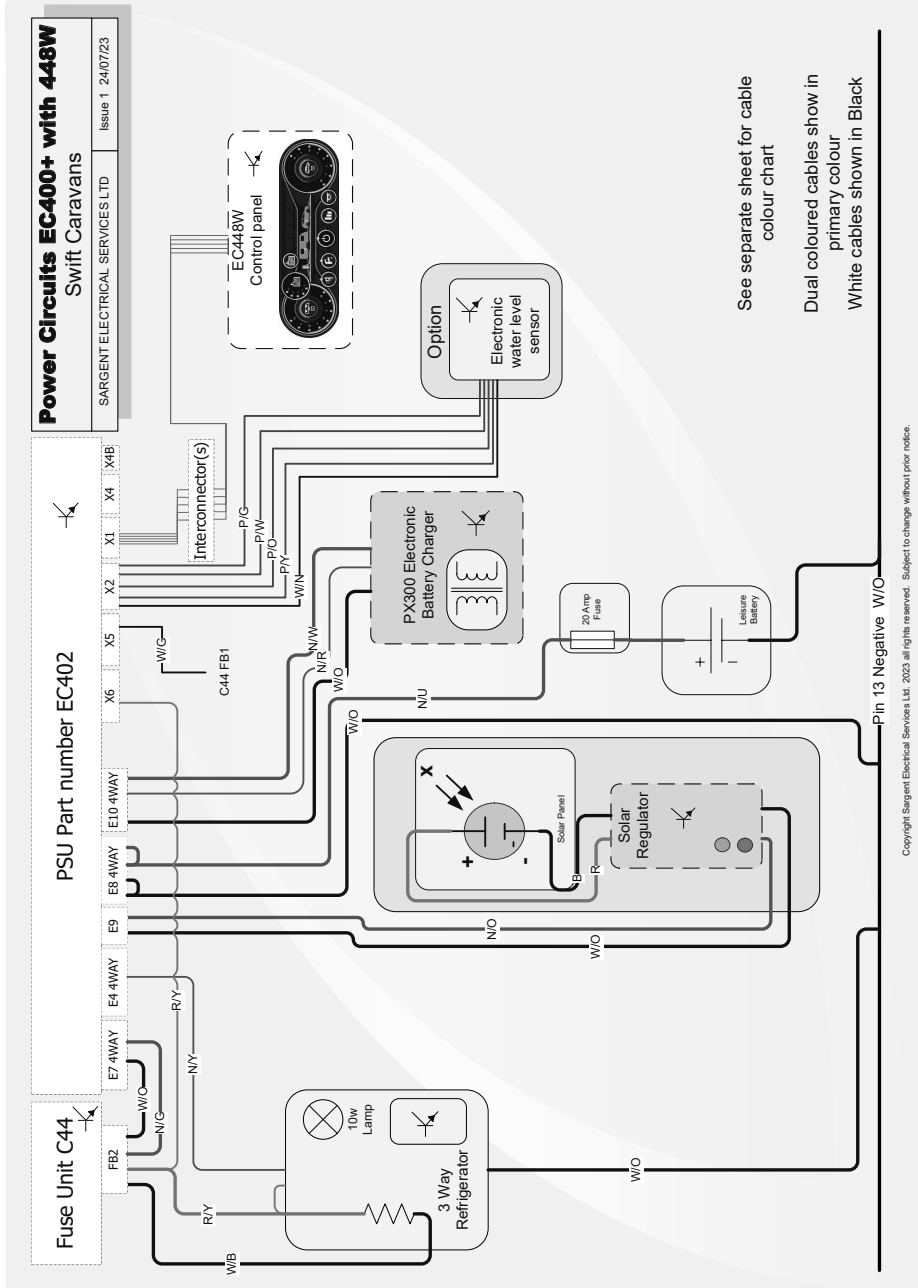 Power Circuits EC400+ with 448W
Swift Caravans
SARGENT ELECTRICAL SERVICES LTD
Issue 1 24/07/23
Fuse Unit C44
PSU Part number EC402
FB2
E7 4WAY
E4 4WAY
E9
E8 4WAY
E10 4WAY
X6
X5
X2
X1
X4
X4B
W/O
N/G
R/Y
N/Y
W/G
C44 FB1
Interconnector(s)
EC448W
Control panel
P/G
P/W
P/O
P/Y
W/N
Option
Electronic
water level
sensor
N/W
N/R
W/O
N/U
W/O
PX300 Electronic
Battery Charger
20 Amp
Fuse
+
-
Leisure
Battery
X
+
-
-
Solar Panel
B
R
Solar
Regulator
N/O
W/O
R/Y
W/B
10w
Lamp
3 Way
Refrigerator
W/O
Pin 13 Negative W/O
See separate sheet for cable
colour chart
Dual coloured cables show in
primary colour
White cables shown in Black
Copyright Sargent Electrical Services Ltd. 2023 all rights reserved. Subject to change without prior notice.